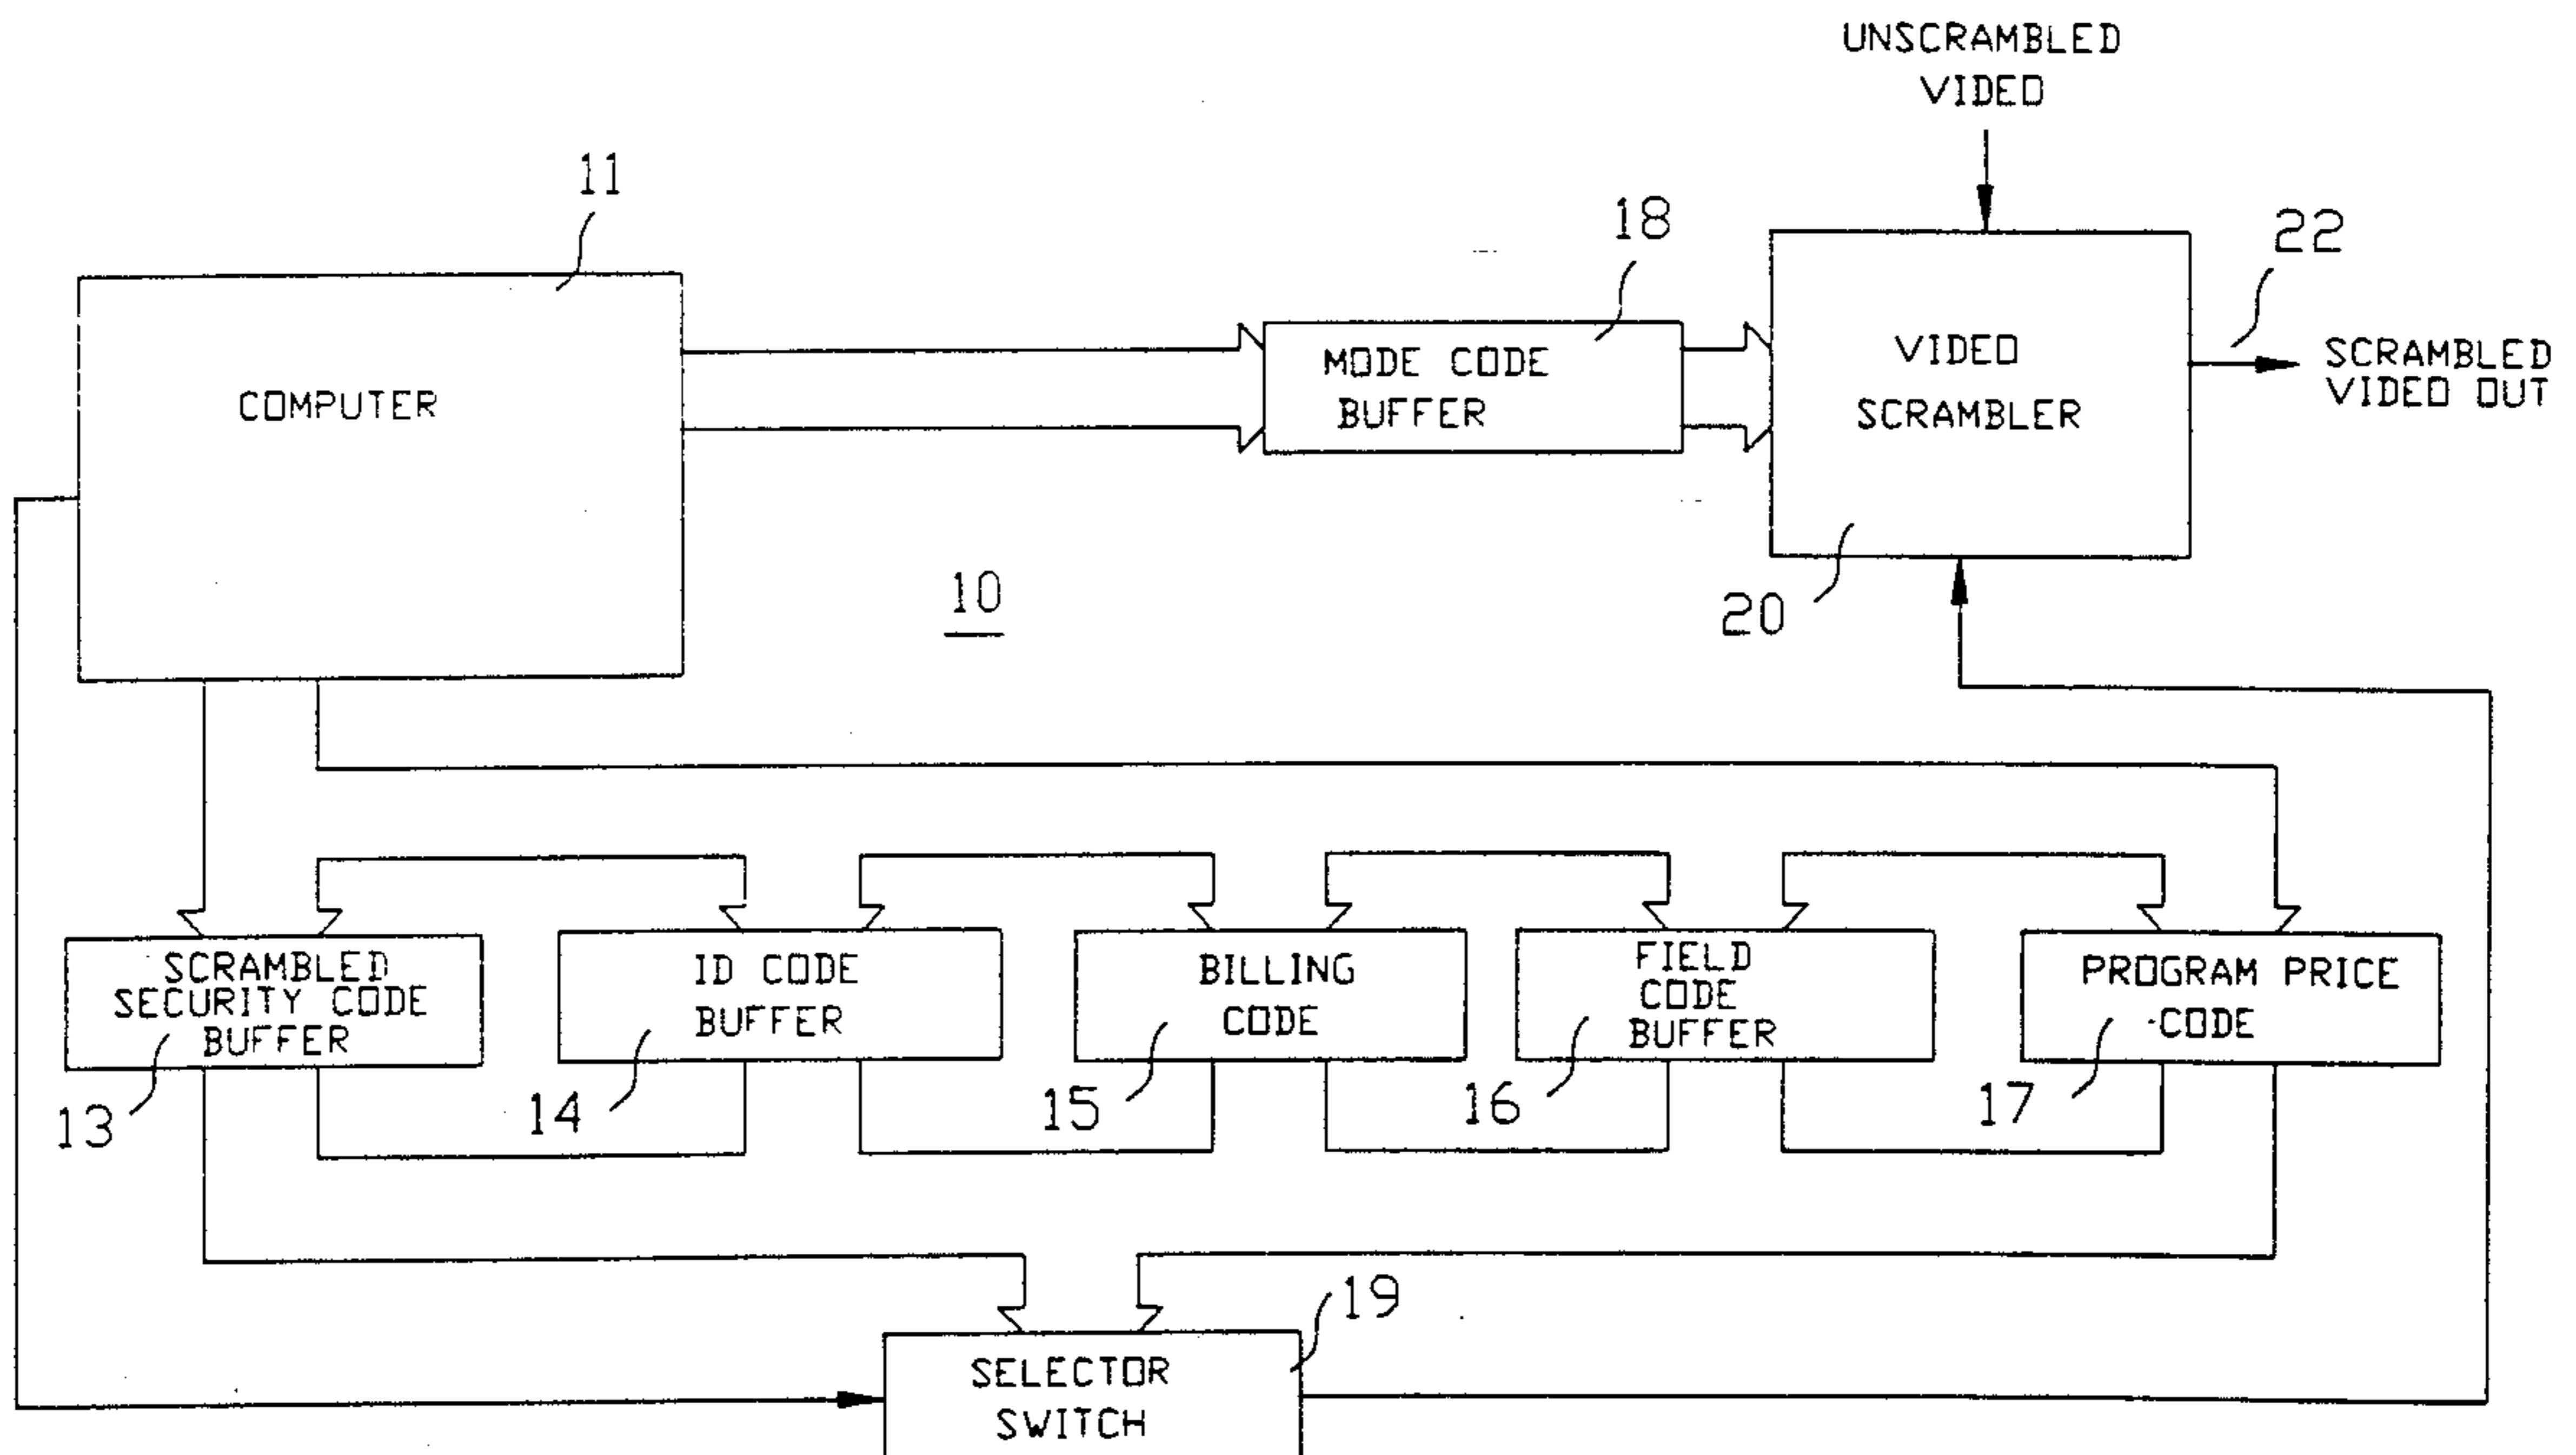 UNSCRAMBLED
VIDEO
11
18
22
COMPUTER
MODE CODE
BUFFER
VIDEO
SCRAMBLER
SCRAMBLED
VIDEO OUT
10
20
SCRAMBLED
SECURITY CODE
BUFFER
ID CODE
BUFFER
BILLING
CODE
FIELD
CODE
BUFFER
PROGRAM PRICE
CODE
13
14
15
16
17
19
SELECTOR
SWITCH